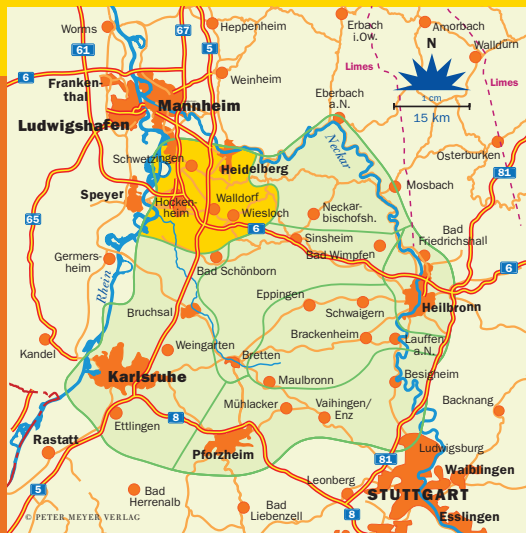 Worms
67
Heppenheim
Erbach
i.Ow.
Amorbach
61
5
N
Walldürn
6
Franken-
thal
Weinheim
Limes
Limes
Mannheim
Eberbach
a.N.
1 cm
15 km
Ludwigshafen
Neckar
Schwetzingen
Heidelberg
Osterburken
81
Speyer
Mosbach
Hocken-
heim
Walldorf
Wiesloch
Neckar-
bischofsh.
65
6
Sinsheim
Bad
Friedrichshall
Germers-
heim
Bad Wimpfen
6
Bad Schönborn
Rhein
Eppingen
Heilbronn
Bruchsal
Schwaigern
Brackenheim
Lauffen
a.N.
Kandel
Weingarten
Bretten
Karlsruhe
Maulbronn
Besigheim
Mühlacker
Vaihingen/
Enz
Backnang
8
Ettlingen
Rastatt
Pforzheim
Ludwigsburg
81
Waiblingen
5
Leonberg
STUTTGART
Bad
Herrenalb
Bad
Liebenzell
8
Esslingen
© PETER MEYER VERLAG